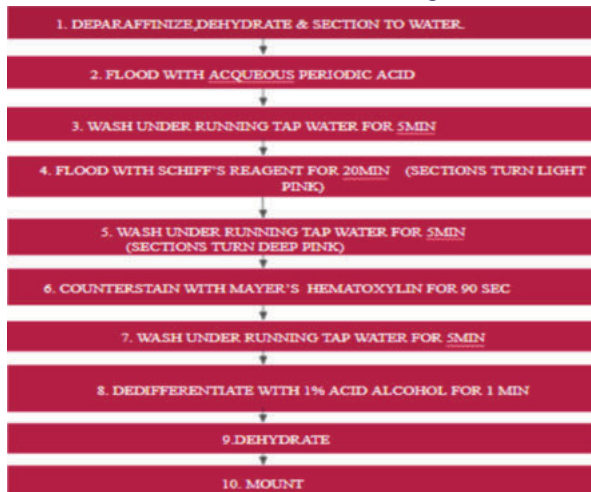 1. DEPARAFFINIZE,DEHYDRATE & SECTION TO WATER.
2. FLOOD WITH ACQUEOUS PERIODIC ACID
3. WASH UNDER RUNNING TAP WATER FOR 5MIN
4. FLOOD WITH SCHIFF'S REAGENT FOR 20MIN (SECTIONS TURN LIGHT
PINK)
5. WASH UNDER RUNNING TAP WATER FOR 5MIN
(SECTIONS TURN DEEP PINK)
6. COUNTERSTAIN WITH MAYER'S HEMATOXYLIN FOR 90 SEC
7. WASH UNDER RUNNING TAP WATER FOR 5MIN
8. DEDIFFERENTIATE WITH 1% ACID ALCOHOL FOR 1 MIN
9.DEHYDRATE
10. MOUNT